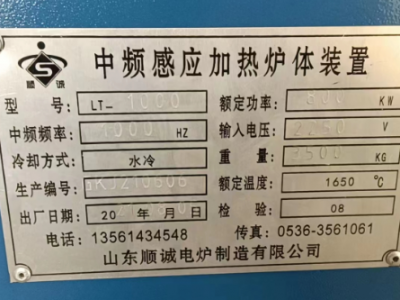 顺诚
中频感应加热炉体装置
型号: LT-1000 额定功率: 800 KW
中频频率: 1000 HZ 输入电压: 2250 V
冷却方式: 水冷 重量: 3500 KG
生产编号: 额定温度: 1650 ℃
出厂日期: 20 年 月 日 检验: 08
电话: 13561434548 传真: 0536-3561061
山东顺诚电炉制造有限公司